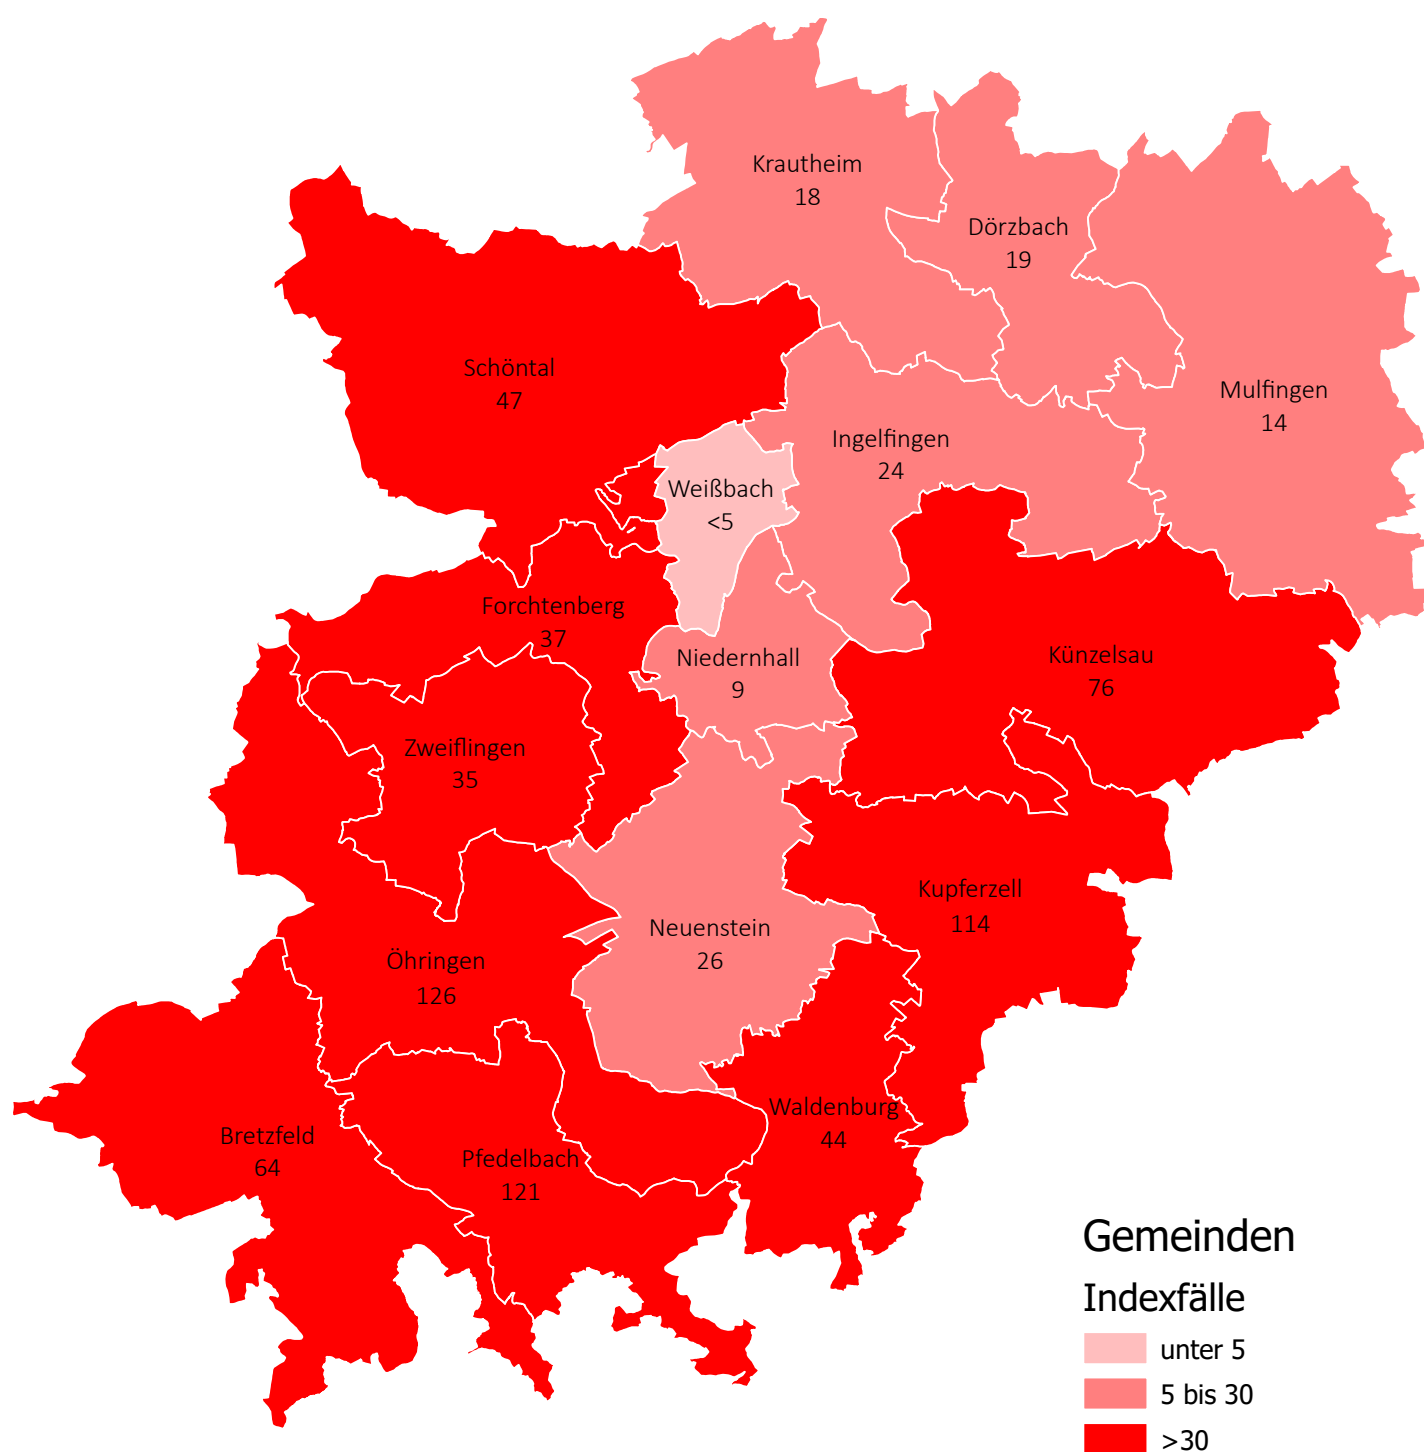 Krautheim
18
Dörzbach
19
Schöntal
47
Mulfingen
14
Ingelfingen
24
Weißbach
<5
Forchtenberg
37
Niedernhall
9
Künzelsau
76
Zweiflingen
35
Kupferzell
114
Neuenstein
26
Öhringen
126
Waldenburg
44
Bretzfeld
64
Pfedelbach
121
Gemeinden
Indexfälle
unter 5
5 bis 30
>30